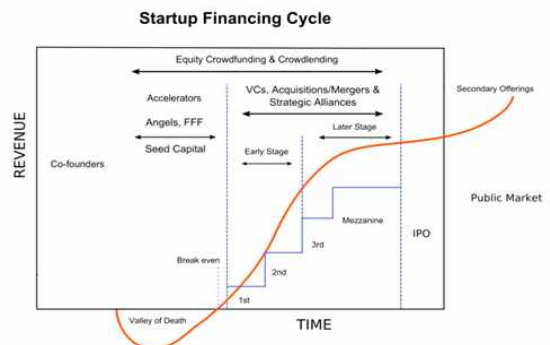 Startup Financing Cycle
Equity Crowdfunding & Crowdlending
VCs, Acquisitions/Mergers &
Strategic Alliances
Accelerators
Angels, FFF
Seed Capital
Early Stage
Later Stage
Secondary Offerings
REVENUE
Co-founders
Public Market
Mezzanine
IPO
3rd
2nd
1st
Break even
Valley of Death
TIME